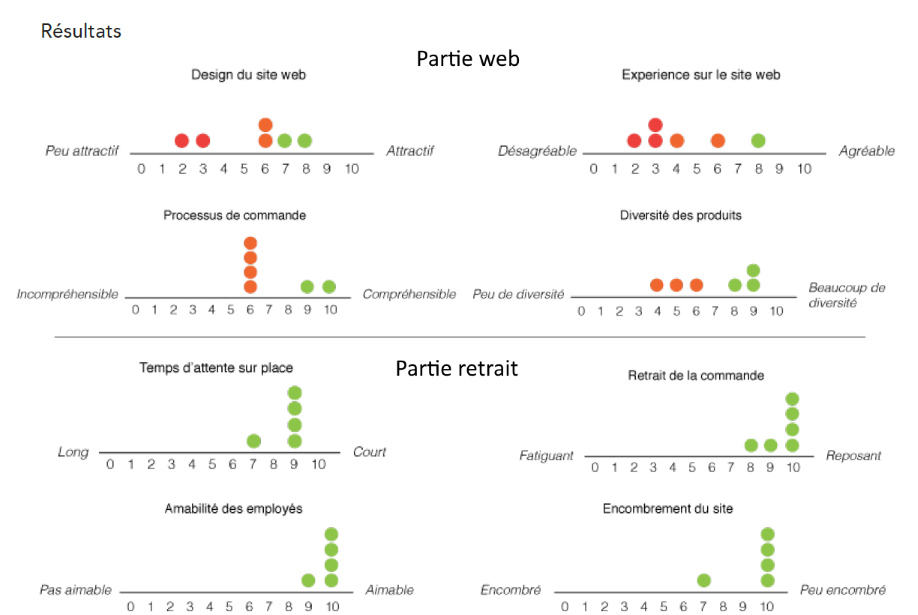 Résultats
Partie web
Design du site web
Peu attractif
Attractif
0 1 2 3 4 5 6 7 8 9 10
Experience sur le site web
Désagréable
Agréable
0 1 2 3 4 5 6 7 8 9 10
Processus de commande
Incompréhensible
Compréhensible
0 1 2 3 4 5 6 7 8 9 10
Diversité des produits
Peu de diversité
Beaucoup de
diversité
0 1 2 3 4 5 6 7 8 9 10
Partie retrait
Temps d'attente sur place
Long
Court
0 1 2 3 4 5 6 7 8 9 10
Retrait de la commande
Fatiguant
Reposant
0 1 2 3 4 5 6 7 8 9 10
Amabilité des employés
Pas aimable
Aimable
0 1 2 3 4 5 6 7 8 9 10
Encombrement du site
Encombré
Peu encombré
0 1 2 3 4 5 6 7 8 9 10